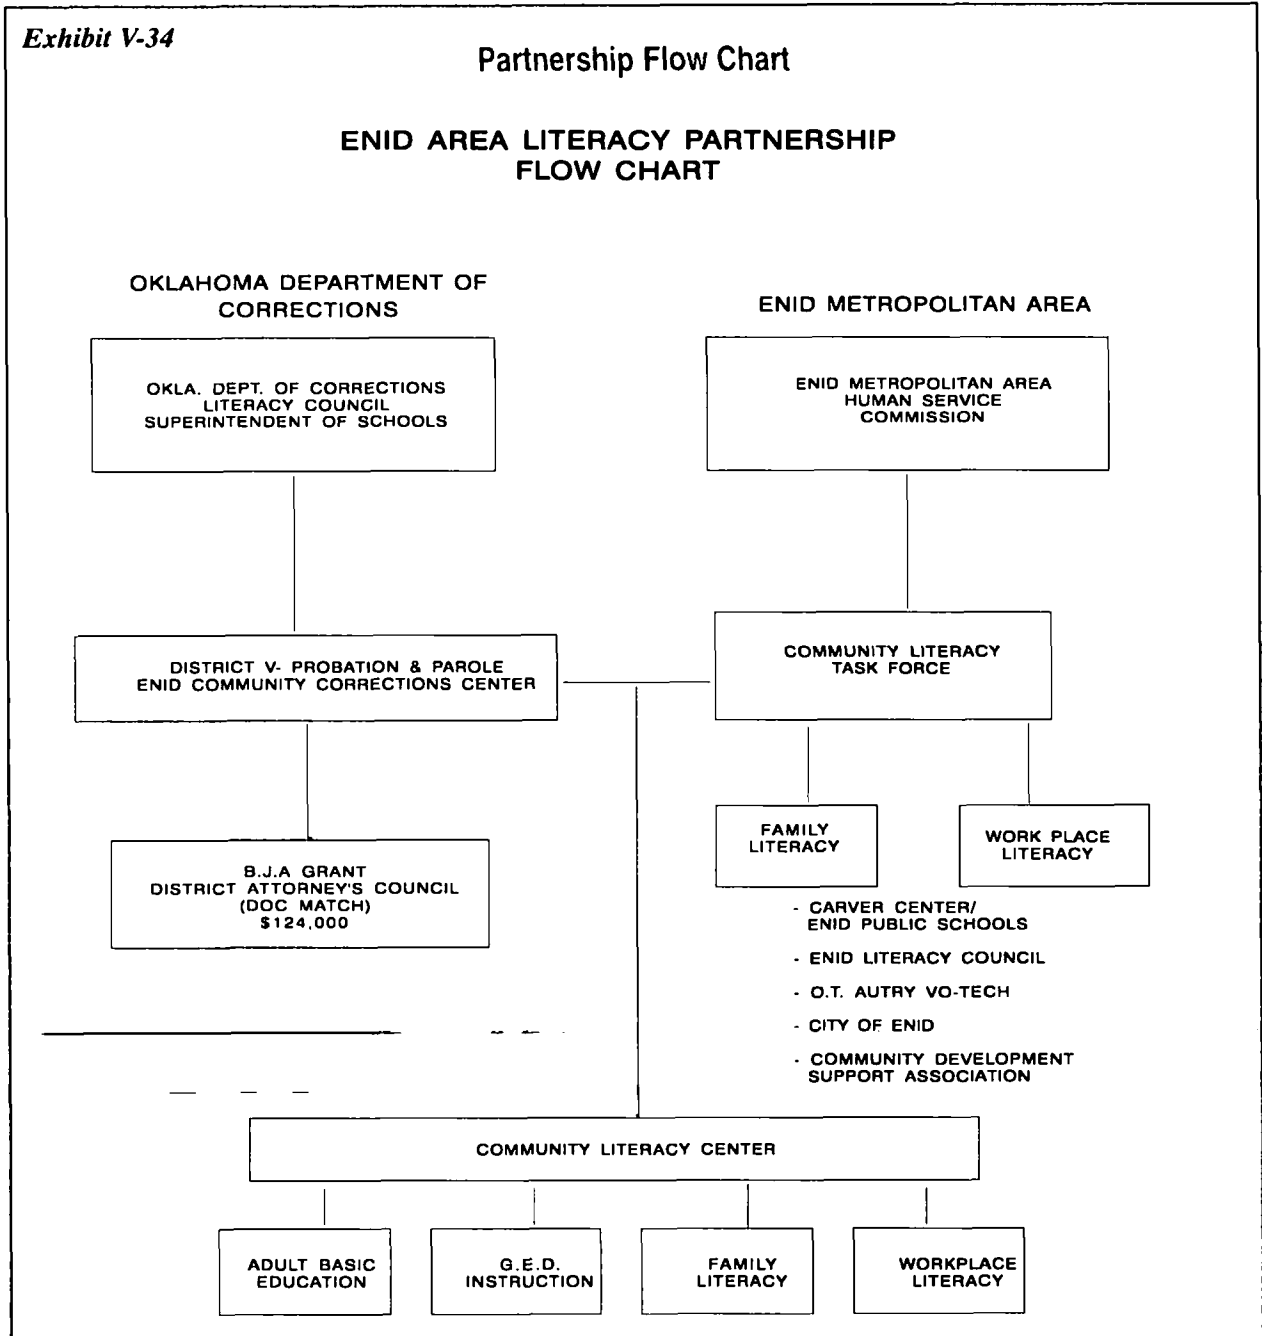 Exhibit V-34
Partnership Flow Chart
ENID AREA LITERACY PARTNERSHIP
FLOW CHART
OKLAHOMA DEPARTMENT OF
CORRECTIONS
ENID METROPOLITAN AREA
OKLA. DEPT. OF CORRECTIONS
LITERACY COUNCIL
SUPERINTENDENT OF SCHOOLS
ENID METROPOLITAN AREA
HUMAN SERVICE
COMMISSION
DISTRICT V- PROBATION & PAROLE
ENID COMMUNITY CORRECTIONS CENTER
COMMUNITY LITERACY
TASK FORCE
B.J.A GRANT
DISTRICT ATTORNEY'S COUNCIL
(DOC MATCH)
$124,000
FAMILY
LITERACY
WORK PLACE
LITERACY
- CARVER CENTER/
ENID PUBLIC SCHOOLS
- ENID LITERACY COUNCIL
- O.T. AUTRY VO-TECH
- CITY OF ENID
- COMMUNITY DEVELOPMENT
SUPPORT ASSOCIATION
COMMUNITY LITERACY CENTER
ADULT BASIC
EDUCATION
G.E.D.
INSTRUCTION
FAMILY
LITERACY
WORKPLACE
LITERACY